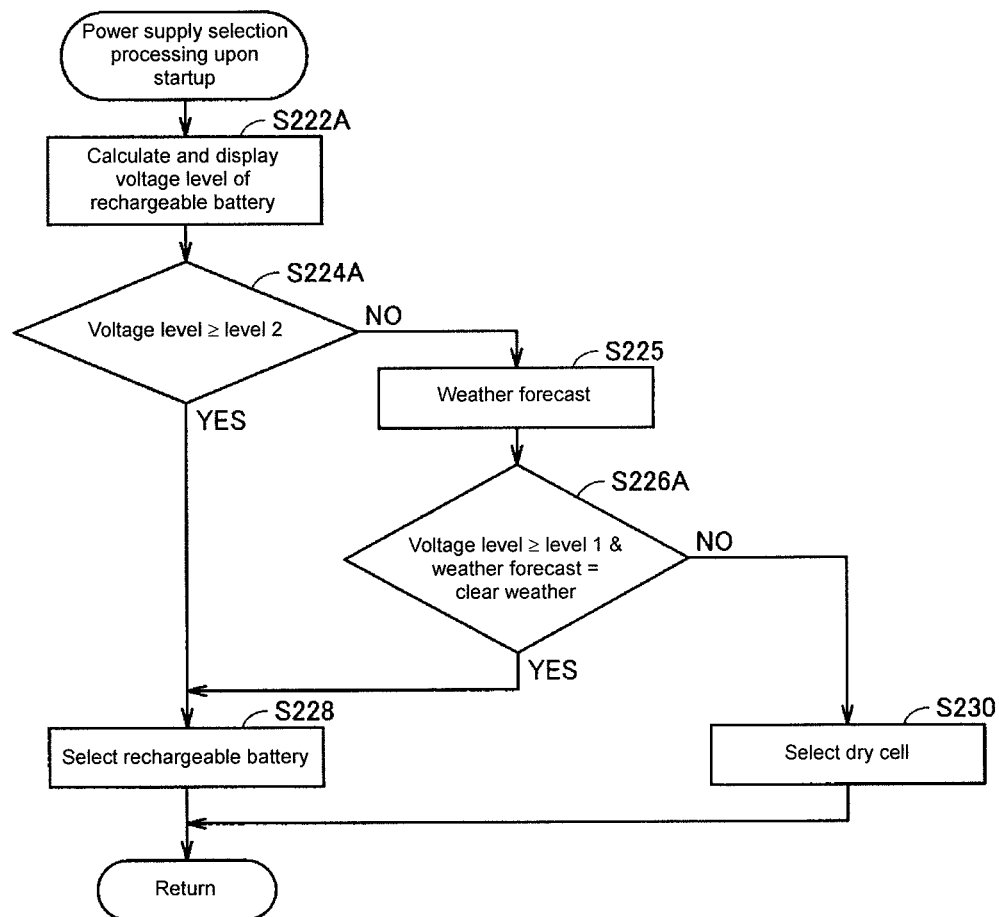 Power supply selection
processing upon
startup
S222A
Calculate and display
voltage level of
rechargeable battery
S224A
Voltage level ≥ level 2
NO
YES
S225
Weather forecast
S226A
Voltage level ≥ level 1 &
weather forecast =
clear weather
NO
YES
S228
Select rechargeable battery
S230
Select dry cell
Return